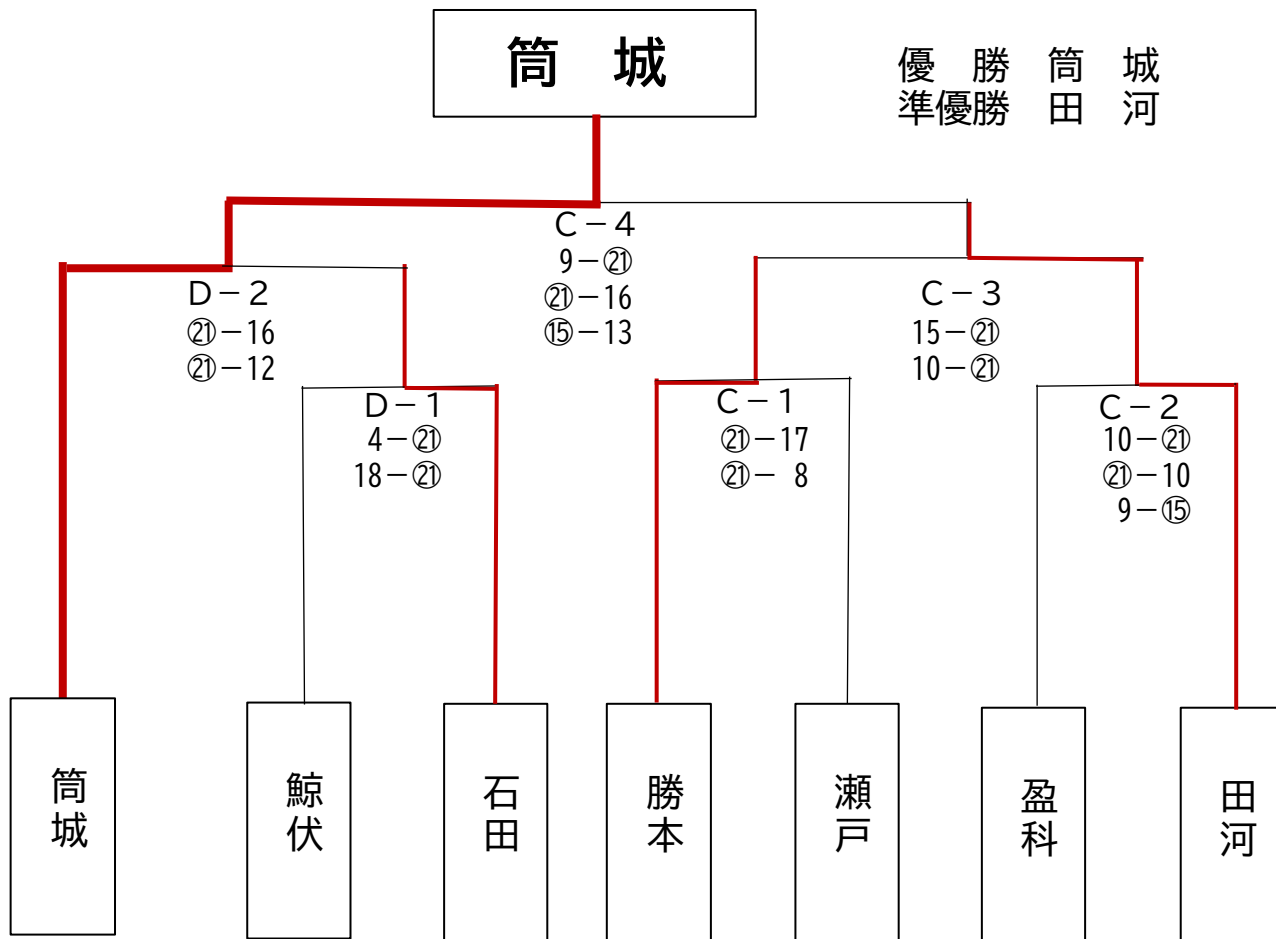 筒　城
優　勝　筒　城
準優勝　田　河
C－4
9－㉑
㉑－16
⑮－13
D－2
㉑－16
㉑－12
C－3
15－㉑
10－㉑
D－1
4－㉑
18－㉑
C－1
㉑－17
㉑－ 8
C－2
10－㉑
㉑－10
9－⑮
筒城
鯨伏
石田
勝本
瀬戸
盈科
田河